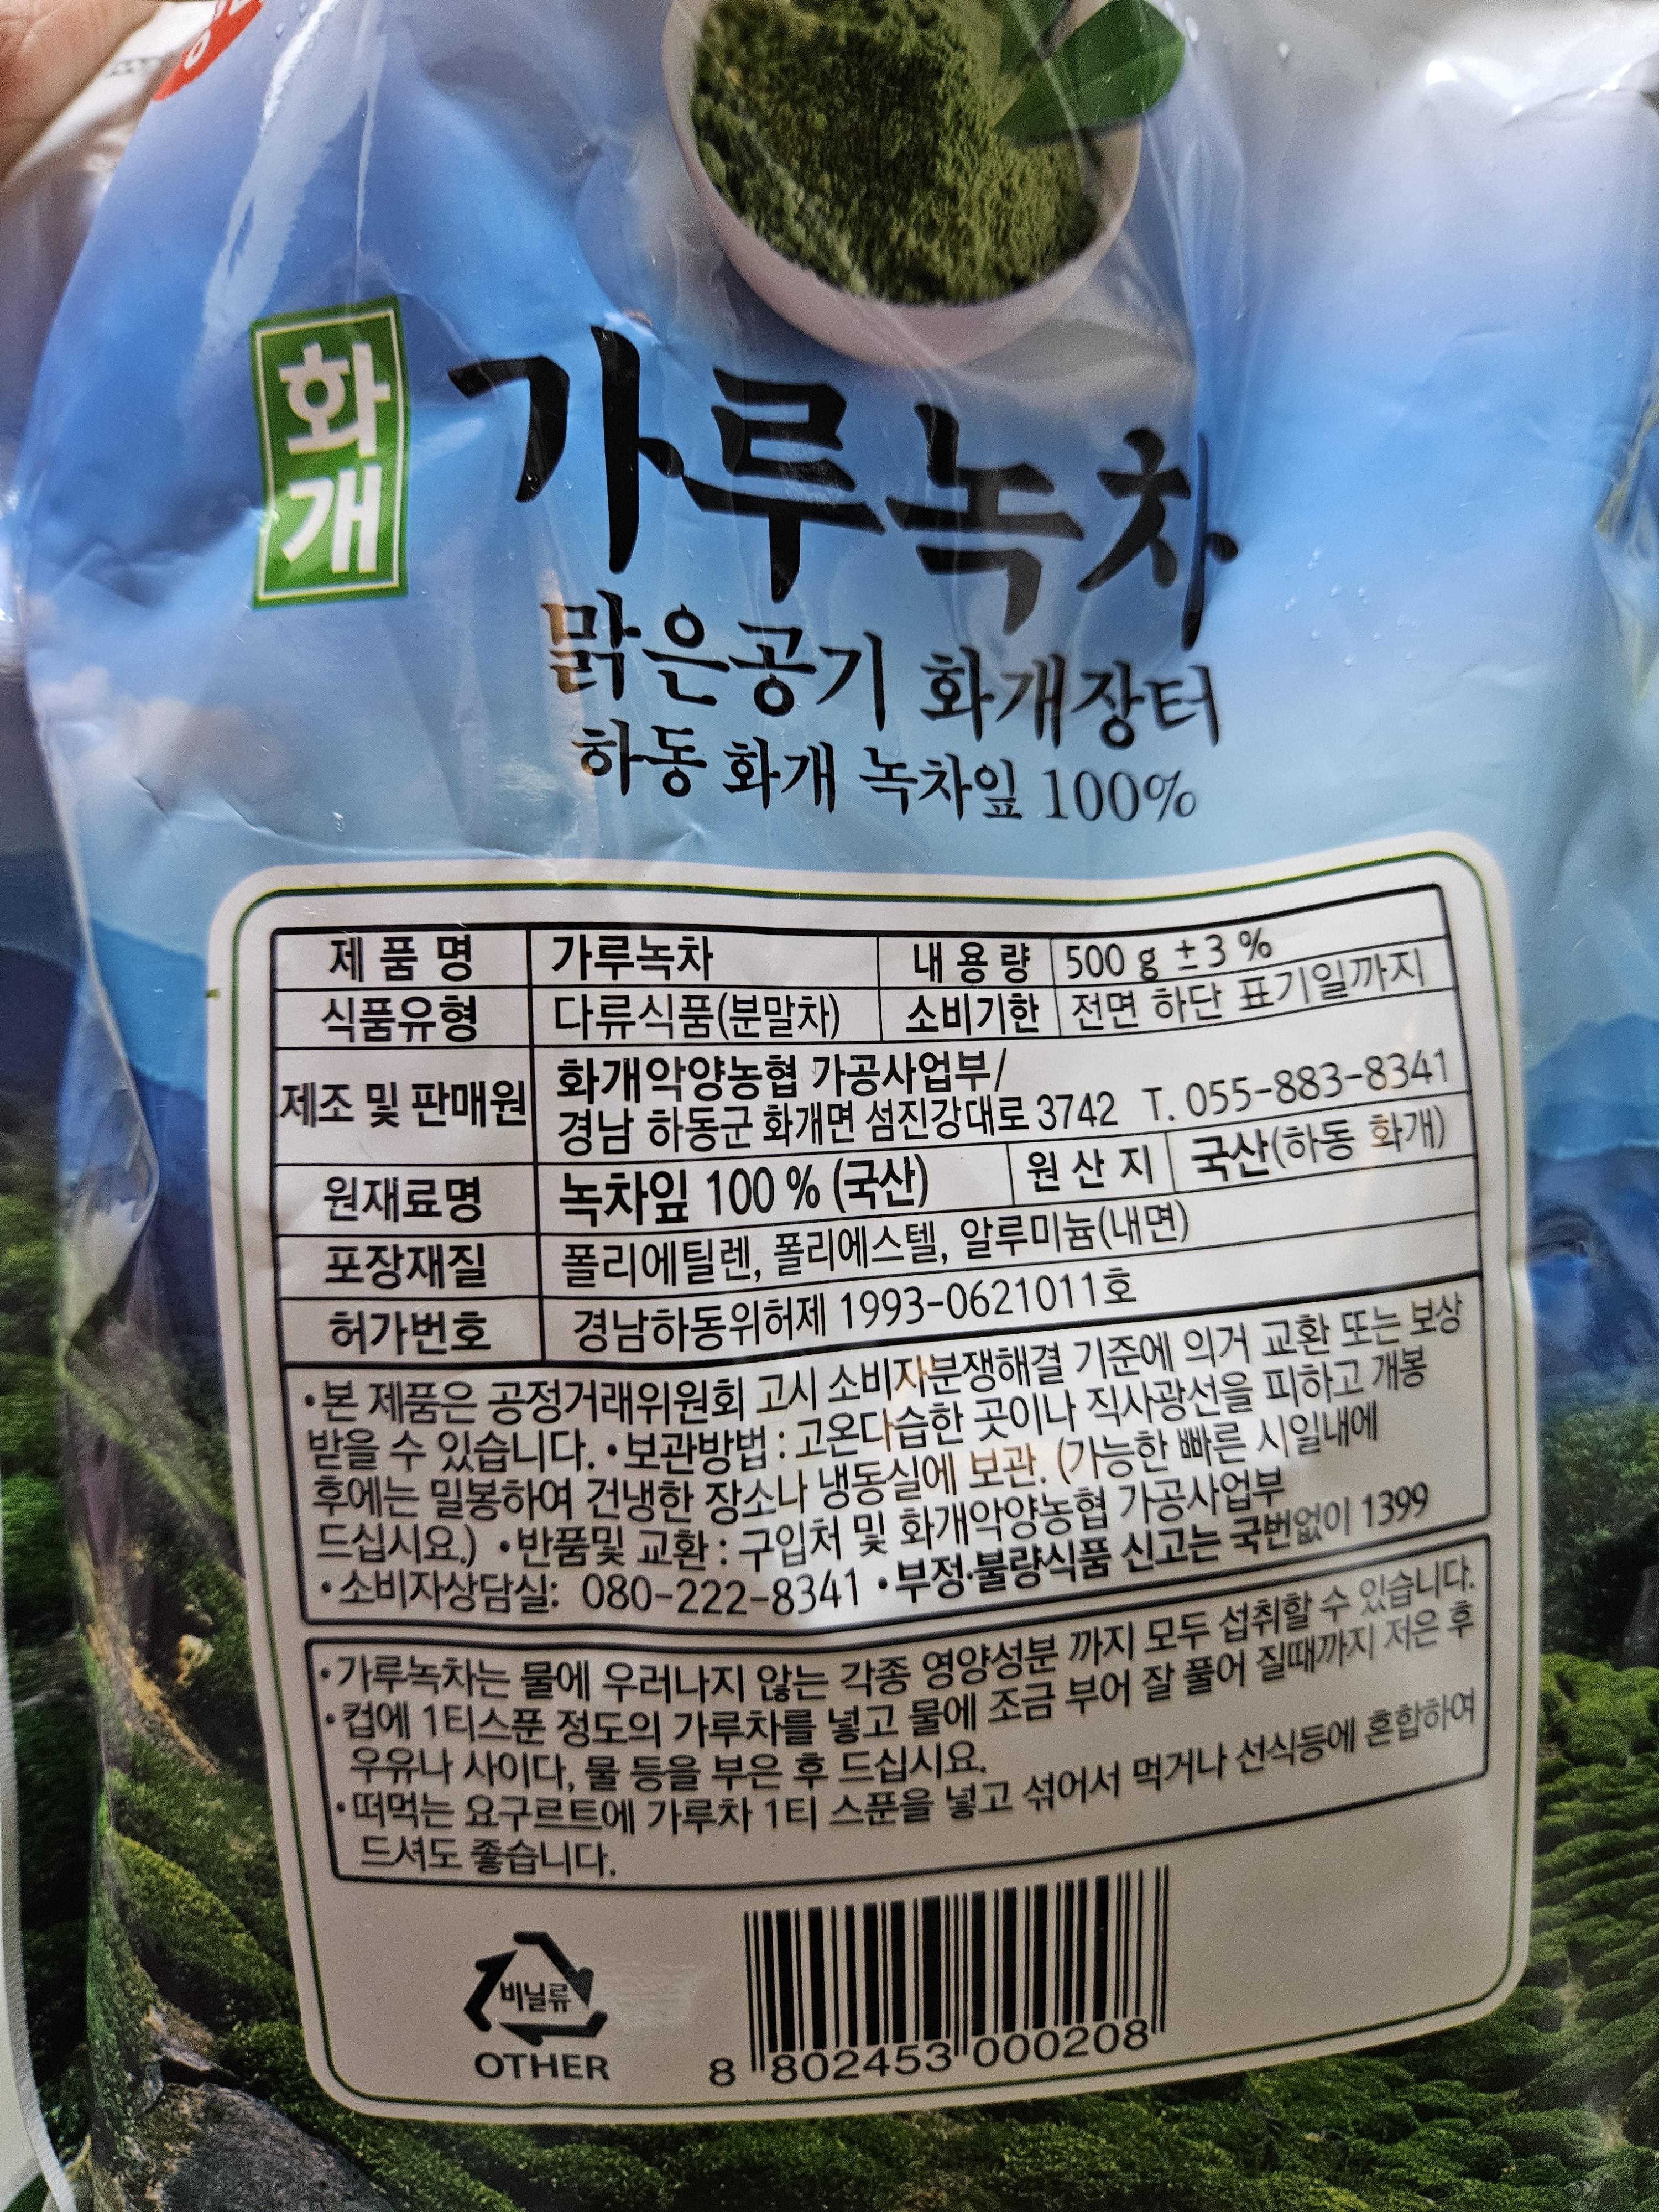 화개
가루녹차
맑은공기 화개장터
하동 화개 녹차잎 100%
제 품 명 가루녹차 내 용 량 500 g ±3 %
식품유형 다류식품(분말차) 소비기한 전면 하단 표기일까지
제조 및 판매원 화개악양농협 가공사업부/
경남 하동군 화개면 섬진강대로 3742 T. 055-883-8341
원재료명 녹차잎 100 % (국산) 원 산 지 국산(하동 화개)
포장재질 폴리에틸렌, 폴리에스텔, 알루미늄(내면)
허가번호 경남하동위허제 1993-0621011호
•본 제품은 공정거래위원회 고시 소비자분쟁해결 기준에 의거 교환 또는 보상
받을 수 있습니다. •보관방법 : 고온다습한 곳이나 직사광선을 피하고 개봉
후에는 밀봉하여 건냉한 장소나 냉동실에 보관. (가능한 빠른 시일내에
드십시요.) •반품및 교환 : 구입처 및 화개악양농협 가공사업부
•소비자상담실: 080-222-8341 •부정·불량식품 신고는 국번없이 1399
•가루녹차는 물에 우러나지 않는 각종 영양성분 까지 모두 섭취할 수 있습니다.
•컵에 1티스푼 정도의 가루차를 넣고 물에 조금 부어 잘 풀어 질때까지 저은 후
우유나 사이다, 물 등을 부은 후 드십시요.
•떠먹는 요구르트에 가루차 1티 스푼을 넣고 섞어서 먹거나 선식등에 혼합하여
드셔도 좋습니다.
비닐류
OTHER
8 802453 000208